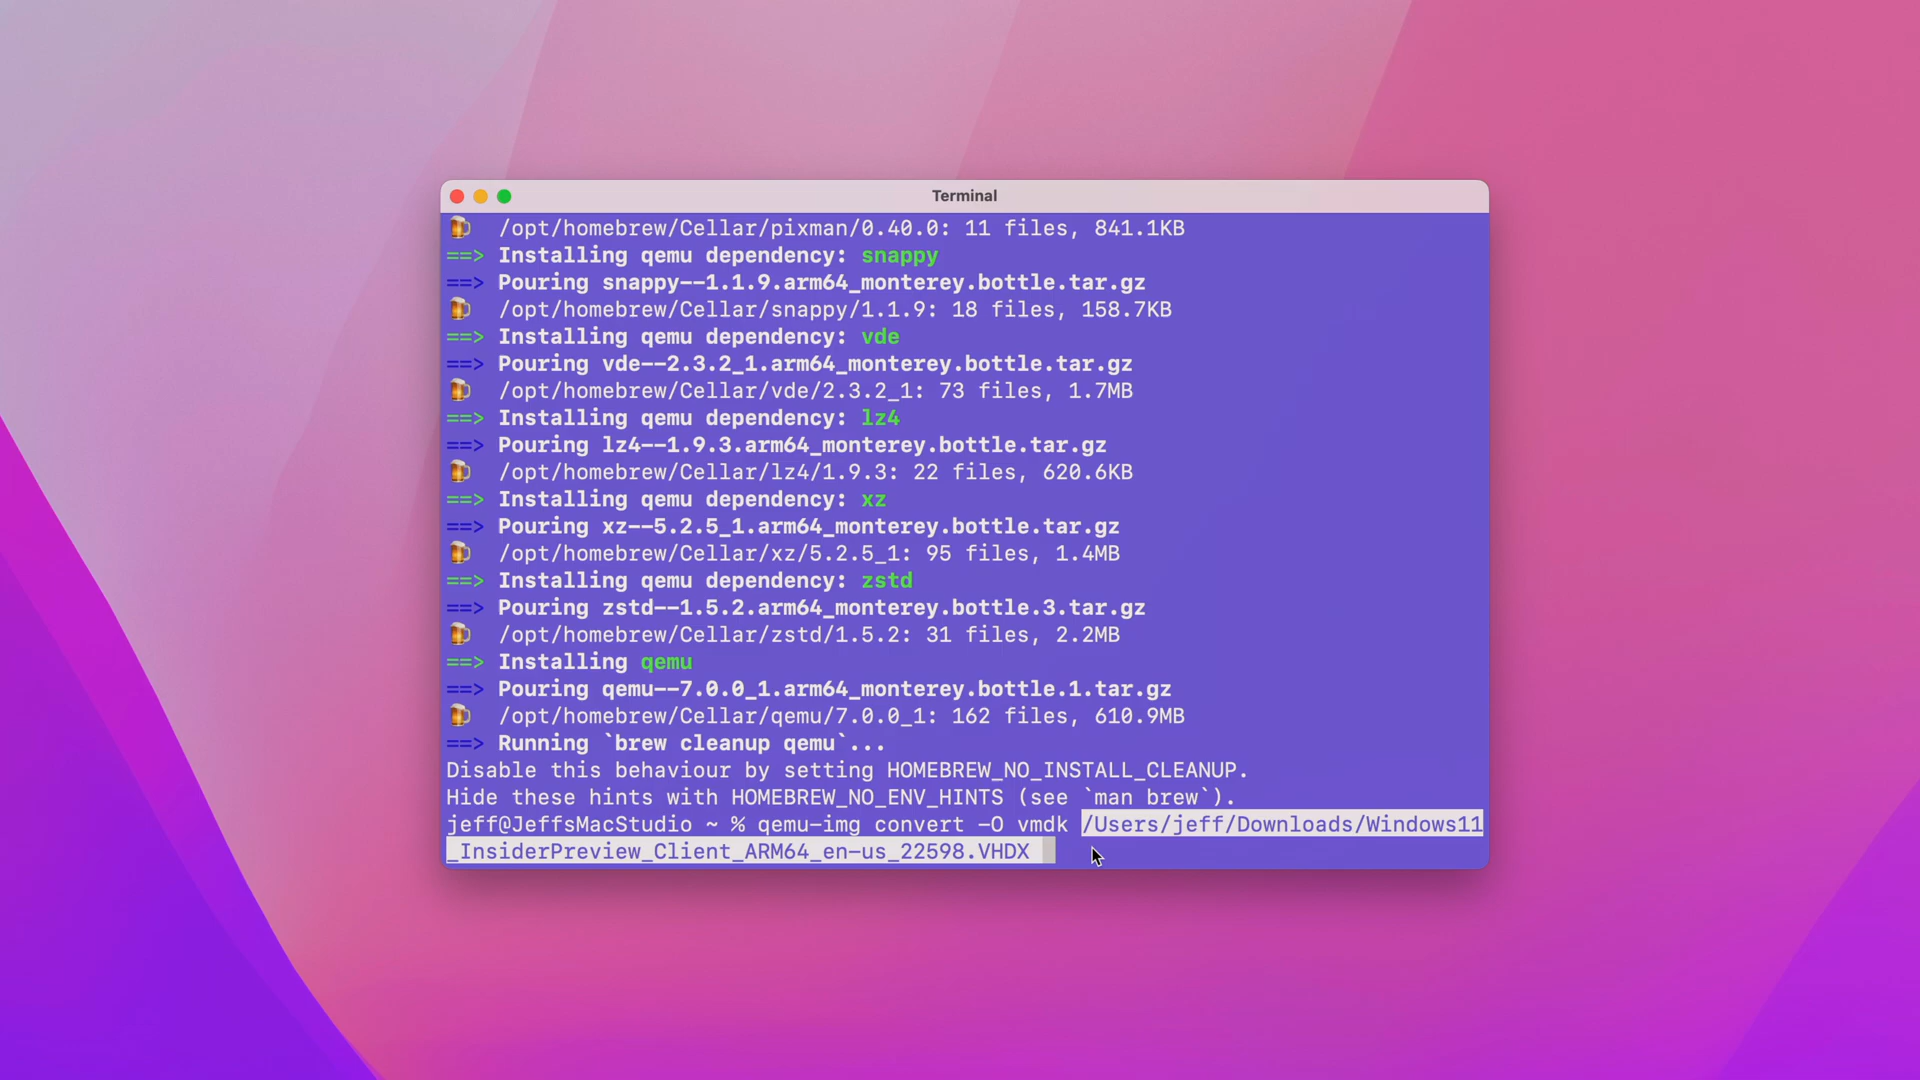 Terminal
/opt/homebrew/Cellar/pixman/0.40.0: 11 files, 841.1KB
==> Installing qemu dependency: snappy
==> Pouring snappy--1.1.9.arm64_monterey.bottle.tar.gz
/opt/homebrew/Cellar/snappy/1.1.9: 18 files, 158.7KB
==> Installing qemu dependency: vde
==> Pouring vde--2.3.2_1.arm64_monterey.bottle.tar.gz
/opt/homebrew/Cellar/vde/2.3.2_1: 73 files, 1.7MB
==> Installing qemu dependency: lz4
==> Pouring lz4--1.9.3.arm64_monterey.bottle.tar.gz
/opt/homebrew/Cellar/lz4/1.9.3: 22 files, 620.6KB
==> Installing qemu dependency: xz
==> Pouring xz--5.2.5_1.arm64_monterey.bottle.tar.gz
/opt/homebrew/Cellar/xz/5.2.5_1: 95 files, 1.4MB
==> Installing qemu dependency: zstd
==> Pouring zstd--1.5.2.arm64_monterey.bottle.3.tar.gz
/opt/homebrew/Cellar/zstd/1.5.2: 31 files, 2.2MB
==> Installing qemu
==> Pouring qemu--7.0.0_1.arm64_monterey.bottle.1.tar.gz
/opt/homebrew/Cellar/qemu/7.0.0_1: 162 files, 610.9MB
==> Running `brew cleanup qemu`...
Disable this behaviour by setting HOMEBREW_NO_INSTALL_CLEANUP.
Hide these hints with HOMEBREW_NO_ENV_HINTS (see `man brew`).
jeff@JeffsMacStudio ~ % qemu-img convert -O vmdk /Users/jeff/Downloads/Windows11
_InsiderPreview_Client_ARM64_en-us_22598.VHDX